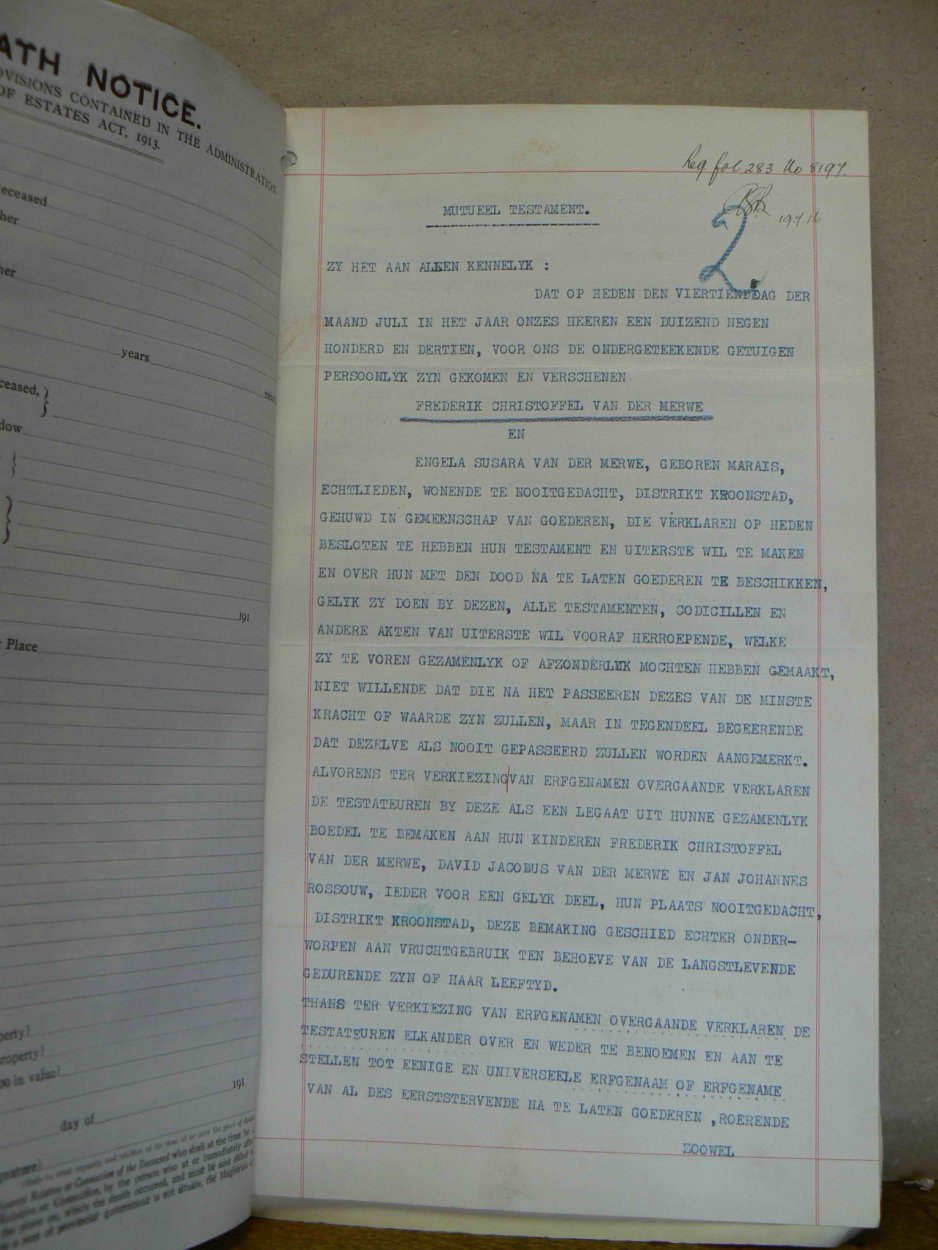 ATH NOTICE.
OVISIONS CONTAINED IN THE ADMINISTRATION
OF ESTATES ACT, 1913.
eceased
her
her
years
ceased,
dow
191
Place
perty?
roperty?
00 in value?
191
day of
Reg fol 283 No 8197
19.7.16
2
MUTUEEL TESTAMENT.
ZY HET AAN ALLEEN KENNELYK :
DAT OP HEDEN DEN VIERTIENDEDAG DER
MAAND JULI IN HET JAAR ONZES HEEREN EEN DUIZEND NEGEN
HONDERD EN DERTIEN, VOOR ONS DE ONDERGETEEKENDE GETUIGEN
PERSOONLYK ZYN GEKOMEN EN VERSCHENEN
FREDERIK CHRISTOFFEL VAN DER MERWE
EN
ENGELA SUSARA VAN DER MERWE, GEBOREN MARAIS,
ECHTLIEDEN, WONENDE TE NOOITGEDACHT, DISTRIKT KROONSTAD,
GEHUWD IN GEMEENSCHAP VAN GOEDEREN, DIE VERKLAREN OP HEDEN
BESLOTEN TE HEBBEN HUN TESTAMENT EN UITERSTE WIL TE MAKEN
EN OVER HUN MET DEN DOOD NA TE LATEN GOEDEREN TE BESCHIKKEN,
GELYK ZY DOEN BY DEZEN, ALLE TESTAMENTEN, CODICILLEN EN
ANDERE AKTEN VAN UITERSTE WIL VOORAF HERROEPENDE, WELKE
ZY TE VOREN GEZAMENLYK OF AFZONDERLUK MOCHTEN HEBBEN GEMAAKT,
NIET WILLENDE DAT DIE NA HET PASSEEREN DEZES VAN DE MINSTE
KRACHT OF WAARDE ZYN ZULLEN, MAAR IN TEGENDEEL BEGEERENDE
DAT DEZELVE ALS NOOIT GEPASSEERD ZULLEN WORDEN AANGEMERKT.
ALVORENS TER VERKIEZING VAN ERFGENAMEN OVERGAANDE VERKLAREN
DE TESTATEUREN BY DEZE ALS EEN LEGAAT UIT HUNNE GEZAMENLYK
BOEDEL TE BEMAKEN AAN HUN KINDEREN FREDERIK CHRISTOFFEL
VAN DER MERWE, DAVID JACOBUS VAN DER MERWE EN JAN JOHANNES
ROSSOUW, IEDER VOOR EEN GELYK DEEL, HUN PLAATS NOOITGEDACHT,
DISTRIKT KROONSTAD, DEZE BEMAKING GESCHIED ECHTER ONDER-
WORPEN AAN VRUCHTGEBRUIK TEN BEHOEVE VAN DE LANGSTLEVENDE
GEDURENDE ZYN OF HAAR LEEFTYD.
THANS TER VERKIEZING VAN ERFGENAMEN OVERGAANDE VERKLAREN DE
TESTATEUREN ELKANDER OVER EN WEDER TE BENOEMEN EN AAN TE
STELLEN TOT EENIGE EN UNIVERSEELE ERFGENAAM OF ERFGENAME
VAN AL DES EERSTSTERVENDE NA TE LATEN GOEDEREN ,ROERENDE
ZOOWEL